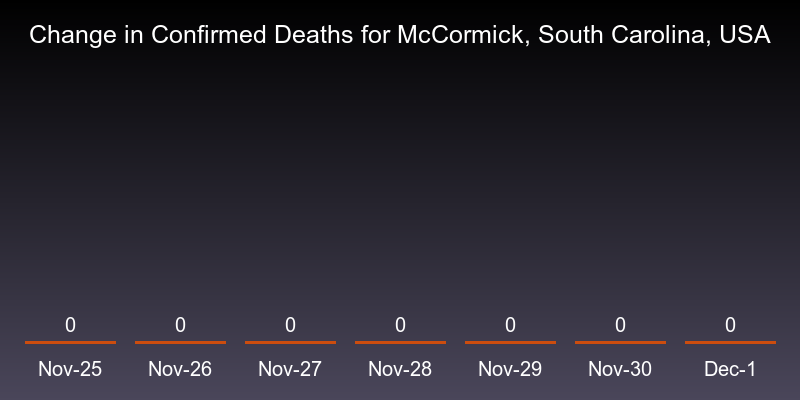 Change in Confirmed Deaths for McCormick, South Carolina, USA
0 0 0 0 0 0 0
Nov-25 Nov-26 Nov-27 Nov-28 Nov-29 Nov-30 Dec-1